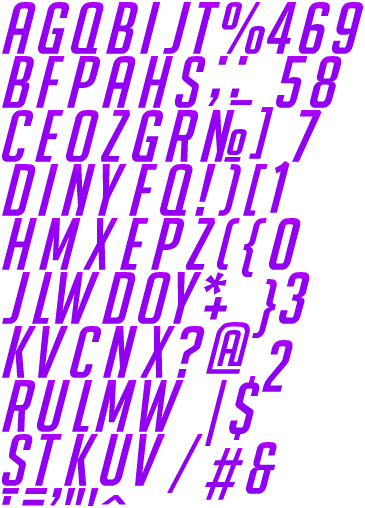 AGQBIJT%469
BFPAHS;:_58
CEOZGR№]7
DINYFQ!)[1
HMXEPZ({0
JLWDOY*+}3
KVCNX?@2
RULMW|$
STKUV/#&
='"^